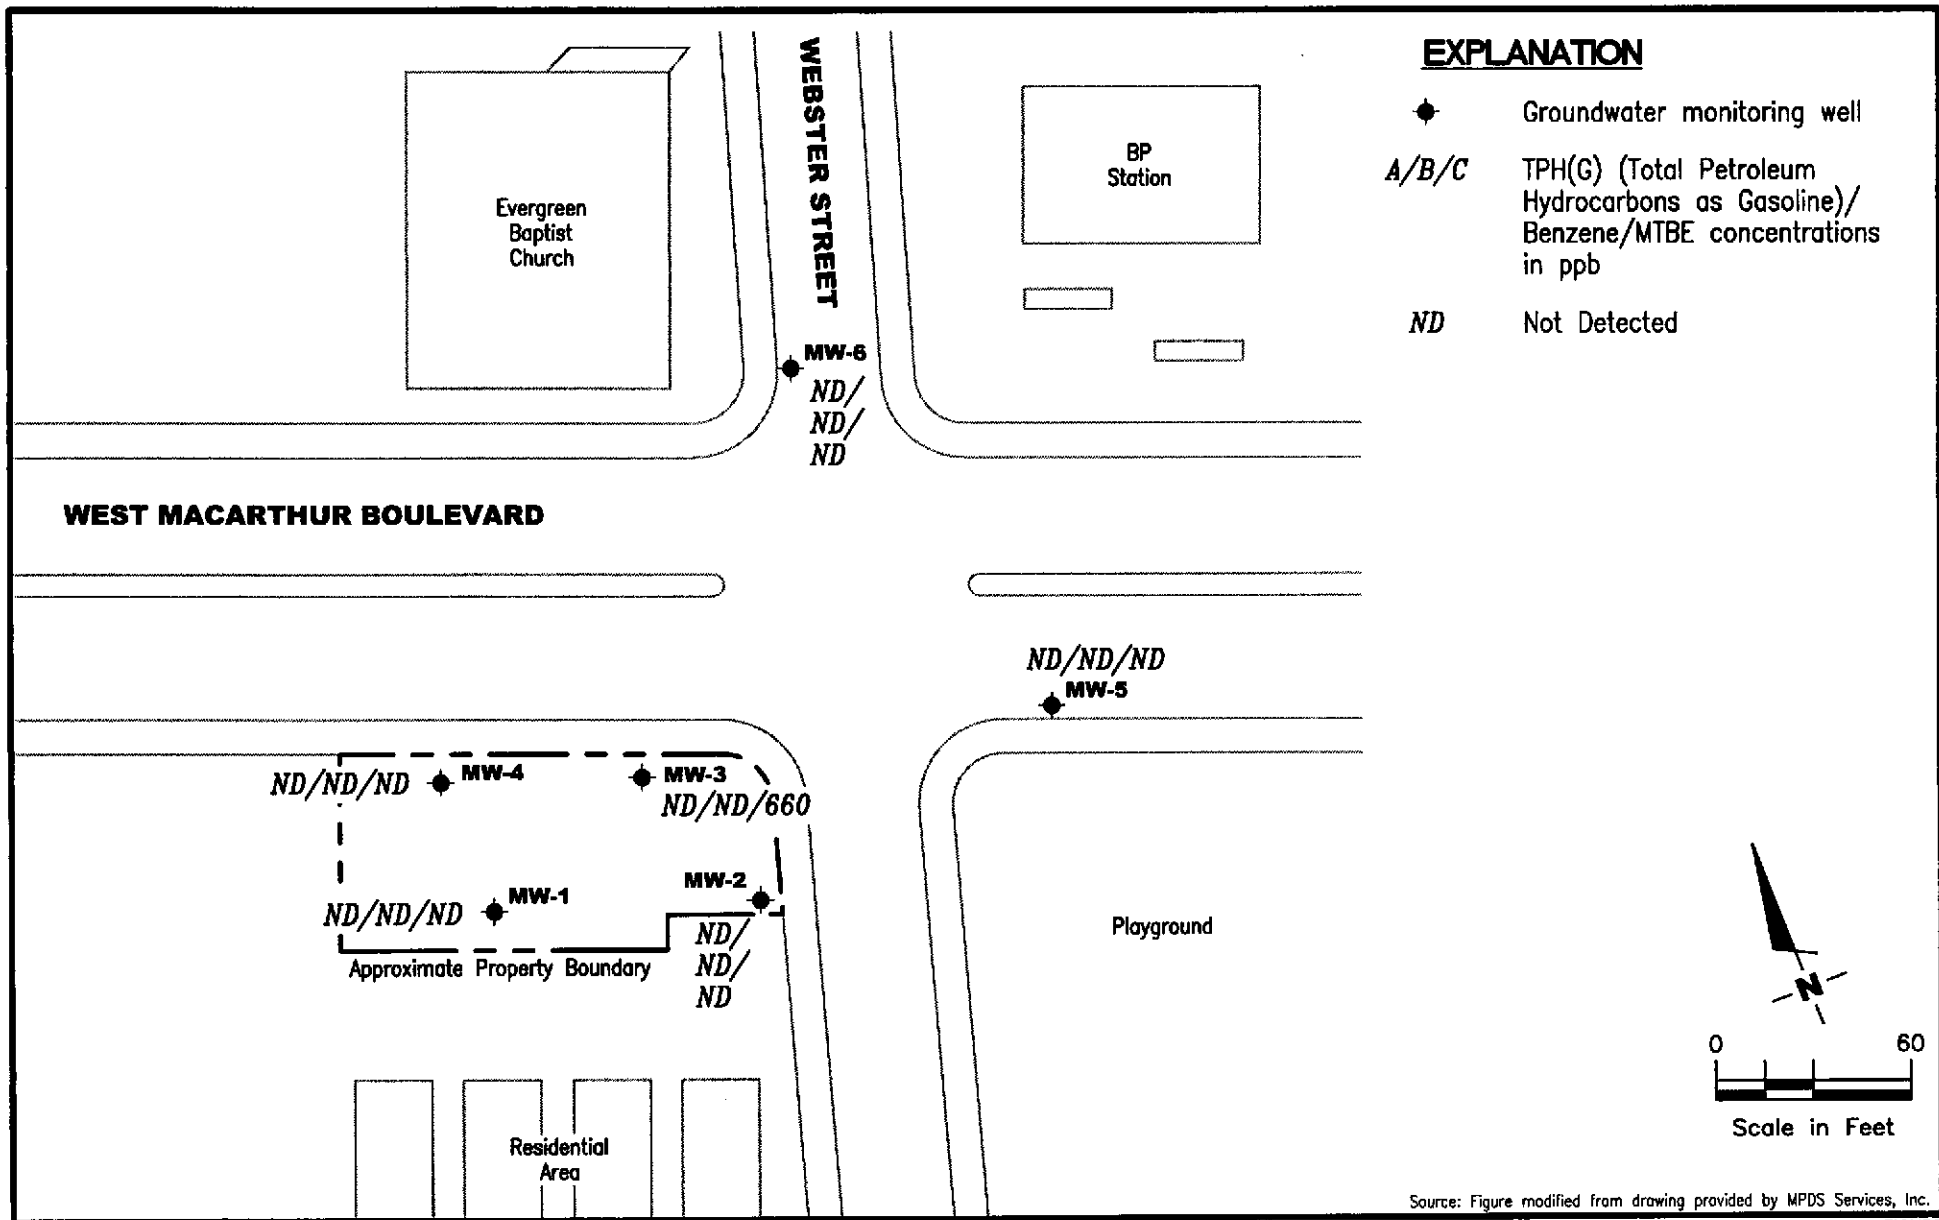 EXPLANATION
Groundwater monitoring well
A/B/C
TPH(G) (Total Petroleum
Hydrocarbons as Gasoline)/
Benzene/MTBE concentrations
in ppb
ND
Not Detected
WEBSTER STREET
BP
Station
Evergreen
Baptist
Church
MW-6
ND/
ND/
ND
WEST MACARTHUR BOULEVARD
ND/ND/ND
MW-5
ND/ND/ND
MW-4
MW-3
ND/ND/660
MW-2
ND/
ND/
ND
ND/ND/ND
MW-1
Approximate Property Boundary
Playground
Residential
Area
N
0 60
Scale in Feet
Source: Figure modified from drawing provided by MPDS Services, Inc.